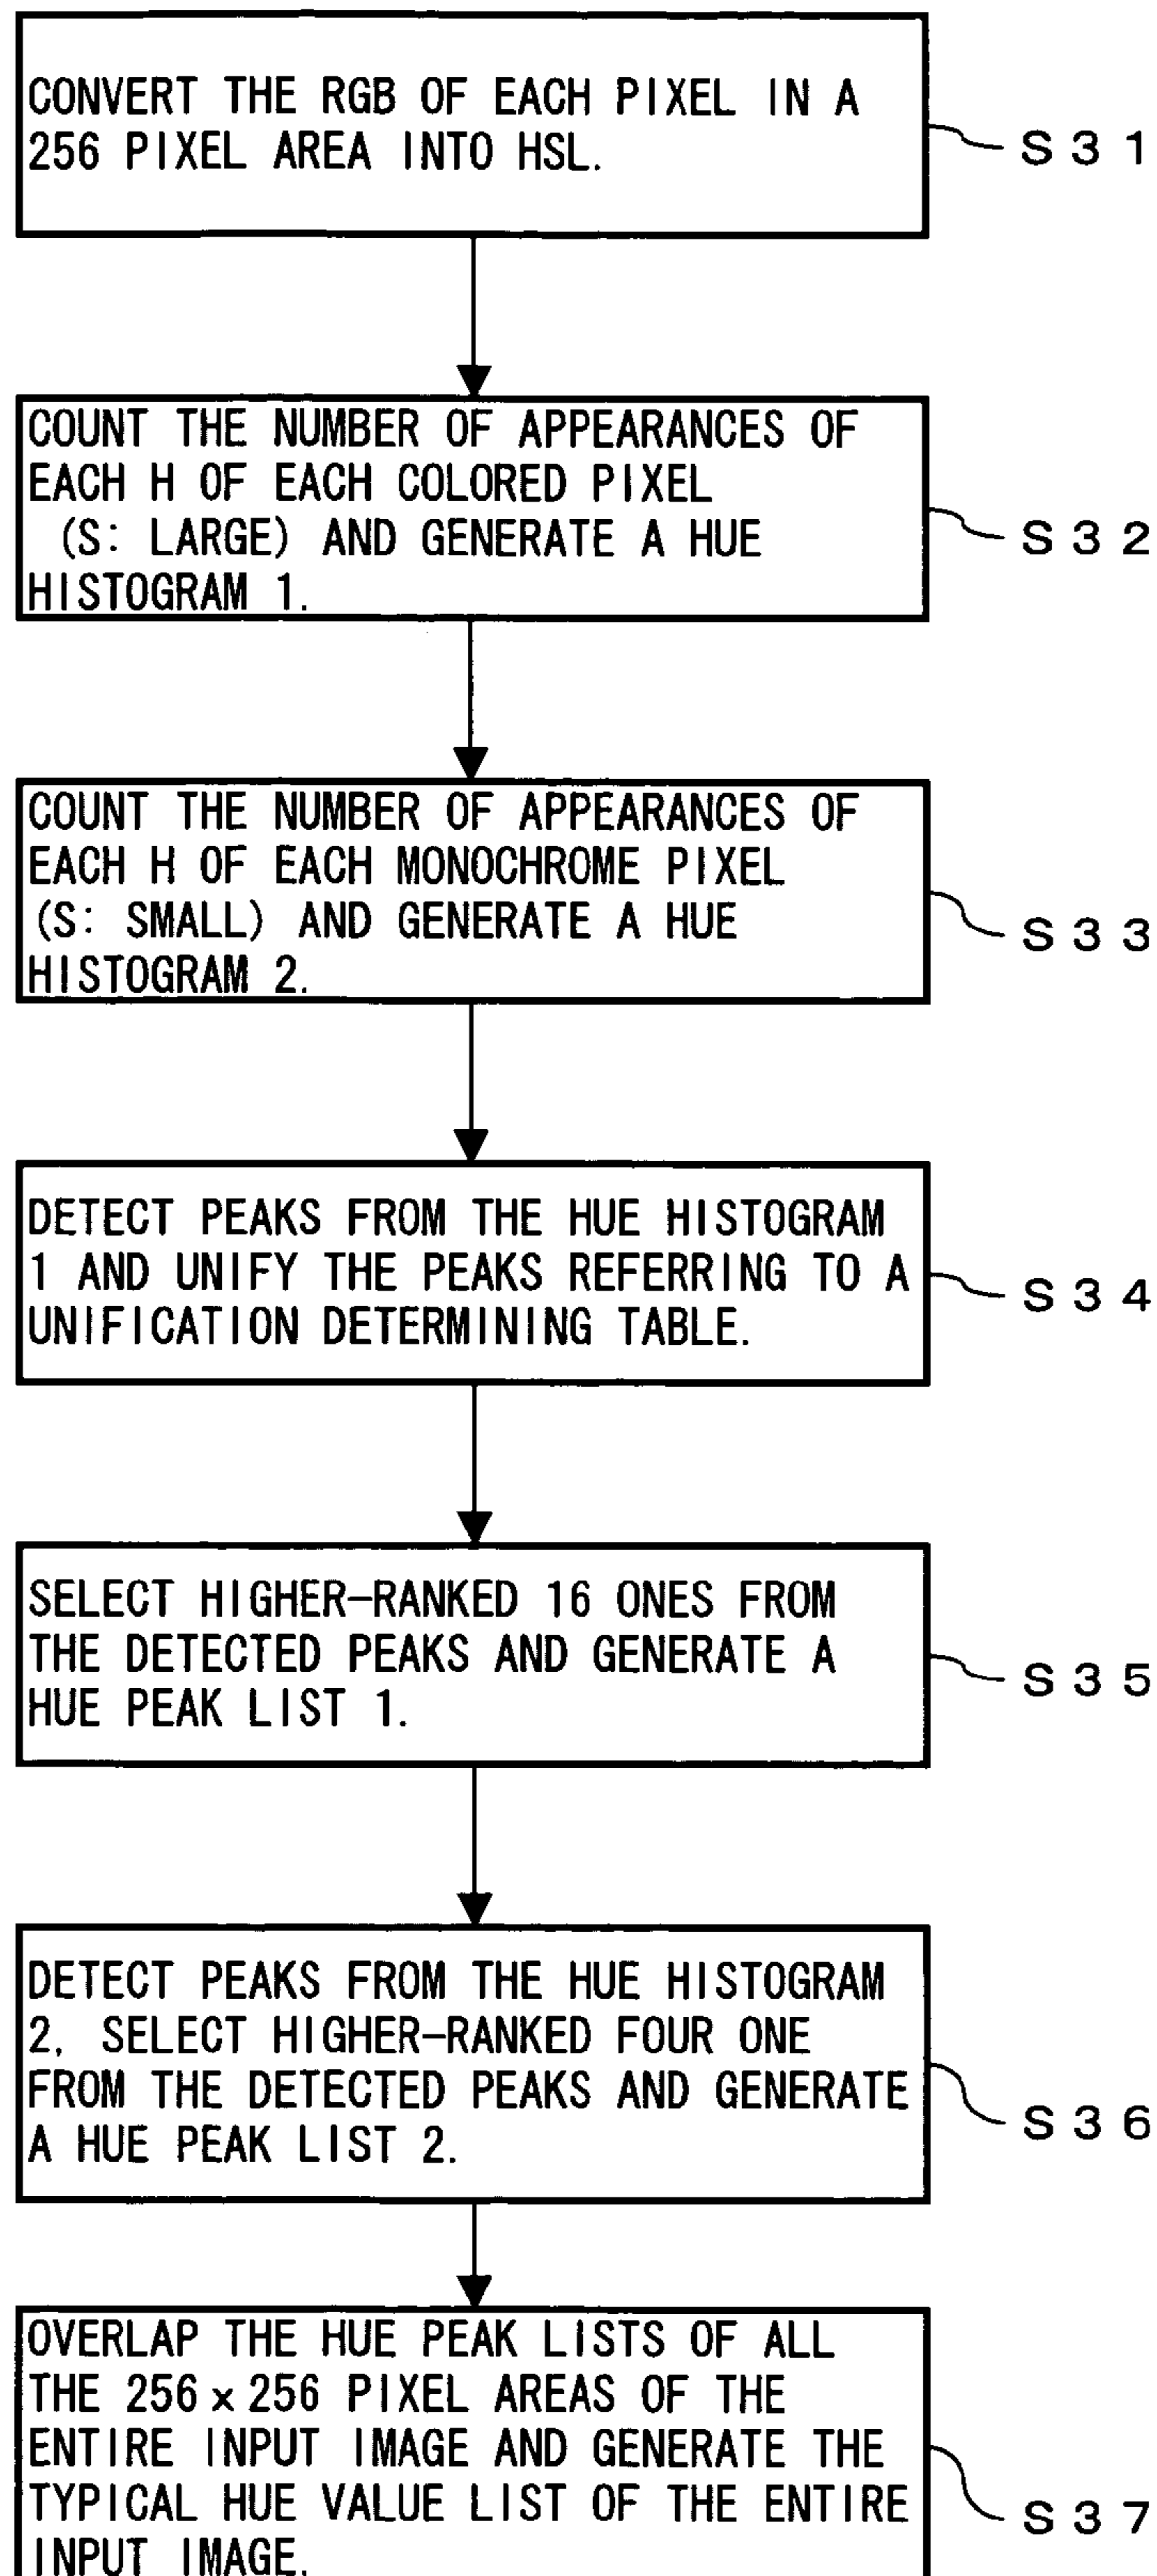 CONVERT THE RGB OF EACH PIXEL IN A
256 PIXEL AREA INTO HSL.
S31
COUNT THE NUMBER OF APPEARANCES OF
EACH H OF EACH COLORED PIXEL
(S: LARGE) AND GENERATE A HUE
HISTOGRAM 1.
S32
COUNT THE NUMBER OF APPEARANCES OF
EACH H OF EACH MONOCHROME PIXEL
(S: SMALL) AND GENERATE A HUE
HISTOGRAM 2.
S33
DETECT PEAKS FROM THE HUE HISTOGRAM
1 AND UNIFY THE PEAKS REFERRING TO A
UNIFICATION DETERMINING TABLE.
S34
SELECT HIGHER-RANKED 16 ONES FROM
THE DETECTED PEAKS AND GENERATE A
HUE PEAK LIST 1.
S35
DETECT PEAKS FROM THE HUE HISTOGRAM
2, SELECT HIGHER-RANKED FOUR ONE
FROM THE DETECTED PEAKS AND GENERATE
A HUE PEAK LIST 2.
S36
OVERLAP THE HUE PEAK LISTS OF ALL
THE 256×256 PIXEL AREAS OF THE
ENTIRE INPUT IMAGE AND GENERATE THE
TYPICAL HUE VALUE LIST OF THE ENTIRE
INPUT IMAGE.
S37